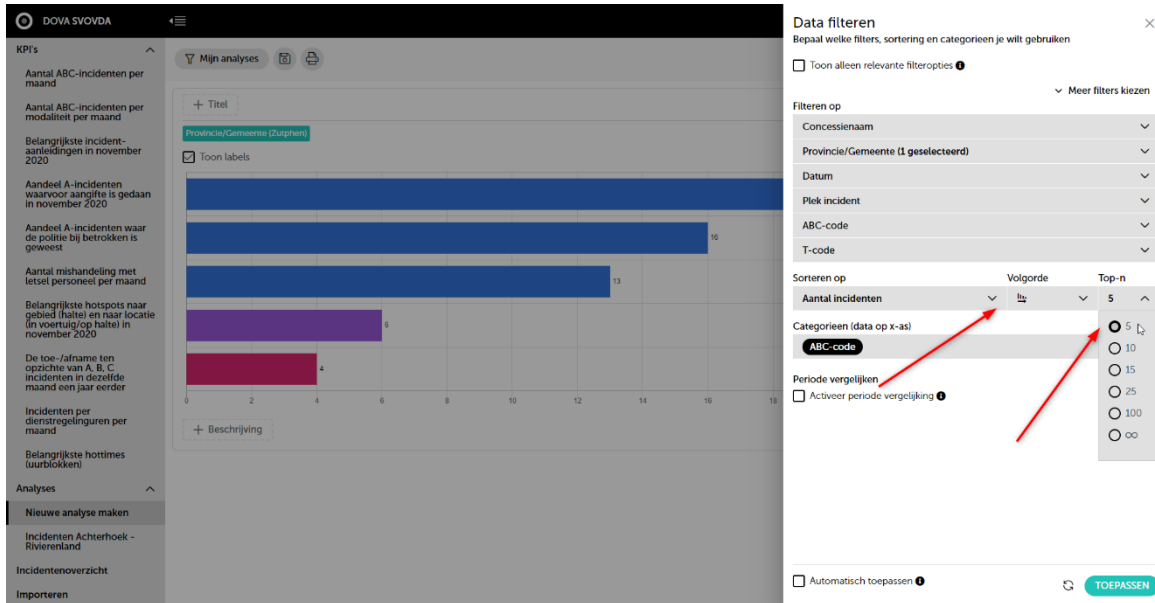 DOVA SVOVDA
KPI's
Aantal ABC-incidenten per
maand
Aantal ABC-incidenten per
modaliteit per maand
Belangrijkste incident-
aanleidingen in november
2020
Aandeel A-incidenten
waarvoor aangifte is gedaan
in november 2020
Aandeel A-incidenten waar
de politie bij betrokken is
geweest
Aantal mishandeling met
letsel personeel per maand
Belangrijkste hotspots naar
gebied (halte) en naar locatie
(in voertuig/op halte) in
november 2020
De toe-/afname ten
opzichte van A, B, C
incidenten in dezelfde
maand een jaar eerder
Incidenten per
dienstregelinguren per
maand
Belangrijkste hottimes
(uurblokken)
Analyses
Nieuwe analyse maken
Incidenten Achterhoek -
Rivierenland
Incidentenoverzicht
Importeren
Mijn analyses
+ Titel
Provincie/Gemeente (Zutphen)
Toon labels
16
13
6
4
0 2 4 6 8 10 12 14 16 18
+ Beschrijving
Data filteren
Bepaal welke filters, sortering en categorieen je wilt gebruiken
Toon alleen relevante filteropties
Meer filters kiezen
Filteren op
Concessienaam
Provincie/Gemeente (1 geselecteerd)
Datum
Plek incident
ABC-code
T-code
Sorteren op Volgorde Top-n
Aantal incidenten 5
Categorieen (data op x-as)
ABC-code
5
10
15
25
100
∞
Periode vergelijken
Activeer periode vergelijking
Automatisch toepassen
TOEPASSEN